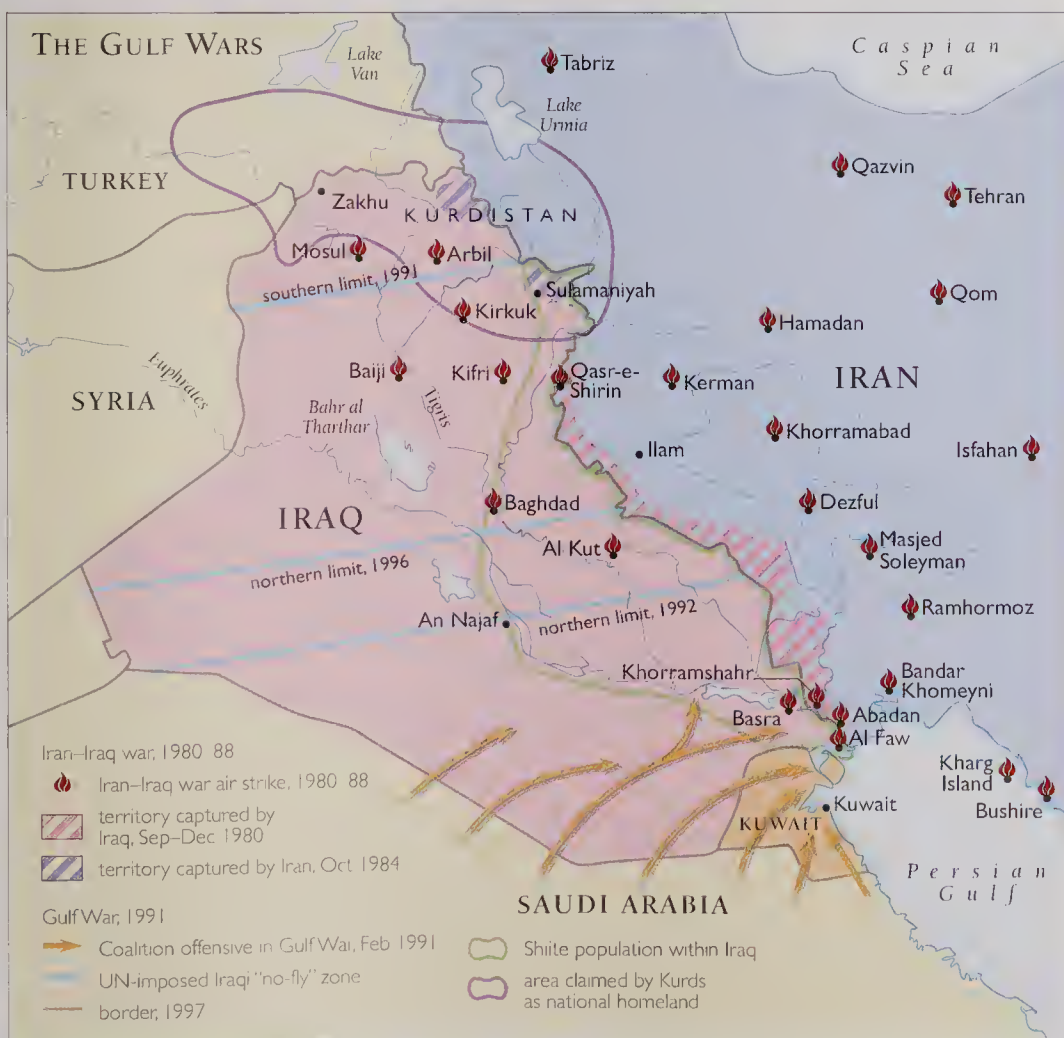 THE GULF WARS
Lake
Van
Tabriz
Caspian
Sea
Lake
Urmia
TURKEY
Zakhu
KURDISTAN
Qazvin
Tehran
Mosul
Arbil
southern limit, 1991
Sulamaniyah
Qom
Kirkuk
Hamadan
Baiji
Kifri
Qasr-e-
Shirin
Kerman
IRAN
SYRIA
Euphrates
Tigris
Bahr al
Tharthar
Khorramabad
Ilam
Isfahan
IRAQ
Baghdad
Dezful
Al Kut
Masjed
Soleyman
northern limit, 1996
An Najaf
northern limit, 1992
Ramhormoz
Khorramshahr
Bandar
Khomeyni
Basra
Abadan
Al Faw
Kharg
Island
Bushire
Kuwait
KUWAIT
Persian
Gulf
SAUDI ARABIA
Iran–Iraq war, 1980 88
Iran–Iraq war air strike, 1980 88
territory captured by
Iraq, Sep–Dec 1980
territory captured by Iran, Oct 1984
Gulf War, 1991
Coalition offensive in Gulf War, Feb 1991
UN-imposed Iraqi "no-fly" zone
border, 1997
Shiite population within Iraq
area claimed by Kurds
as national homeland